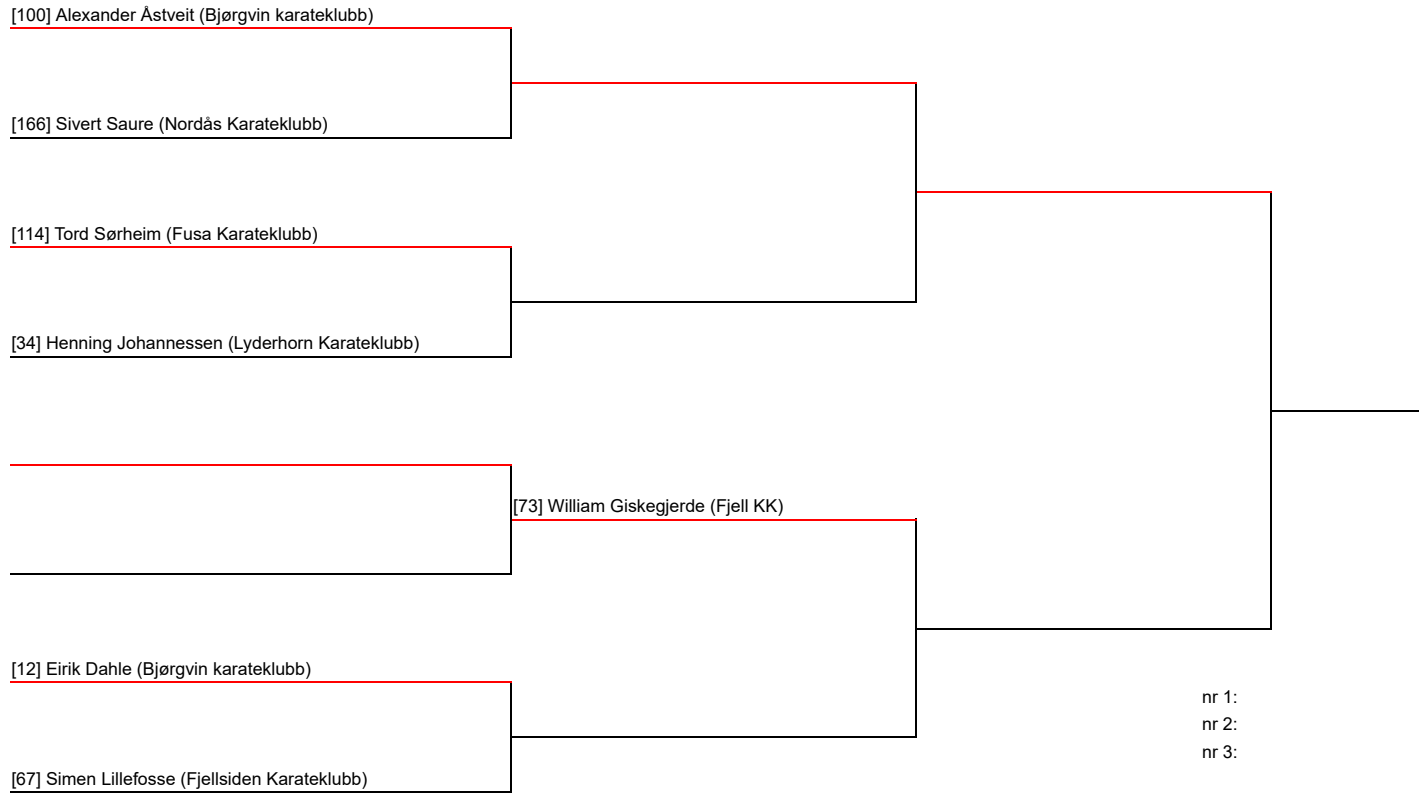 [100] Alexander Åstveit (Bjørgvin karateklubb)
[166] Sivert Saure (Nordås Karateklubb)
[114] Tord Sørheim (Fusa Karateklubb)
[34] Henning Johannessen (Lyderhorn Karateklubb)
[73] William Giskegjerde (Fjell KK)
[12] Eirik Dahle (Bjørgvin karateklubb)
[67] Simen Lillefosse (Fjellsiden Karateklubb)
nr 1:
nr 2:
nr 3: